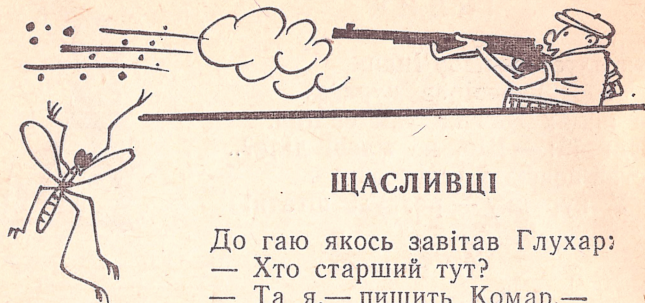 ЩАСЛИВЦІ
До гаю якось завітав Глухар:
— Хто старший тут?
— Та я,— пищить Комар.—